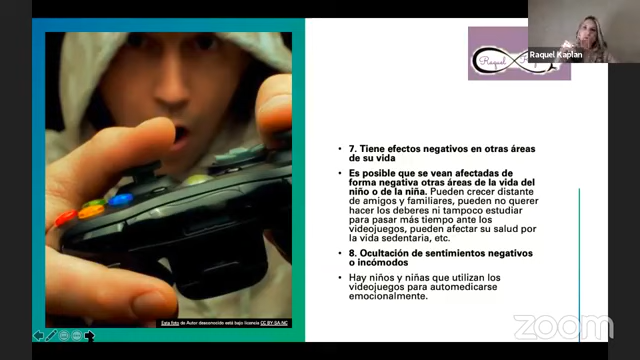 Raquel Kaplan
Raquel
• 7. Tiene efectos negativos en otras áreas
de su vida
• Es posible que se vean afectadas de
forma negativa otras áreas de la vida del
niño o de la niña. Pueden crecer distante
de amigos y familiares, pueden no querer
hacer los deberes ni tampoco estudiar
para pasar más tiempo ante los
videojuegos, pueden afectar su salud por
la vida sedentaria, etc.
• 8. Ocultación de sentimientos negativos
o incómodos
• Hay niños y niñas que utilizan los
videojuegos para automedicarse
emocionalmente.
Esta foto de Autor desconocido está bajo licencia CC BY-SA-NC
zoom